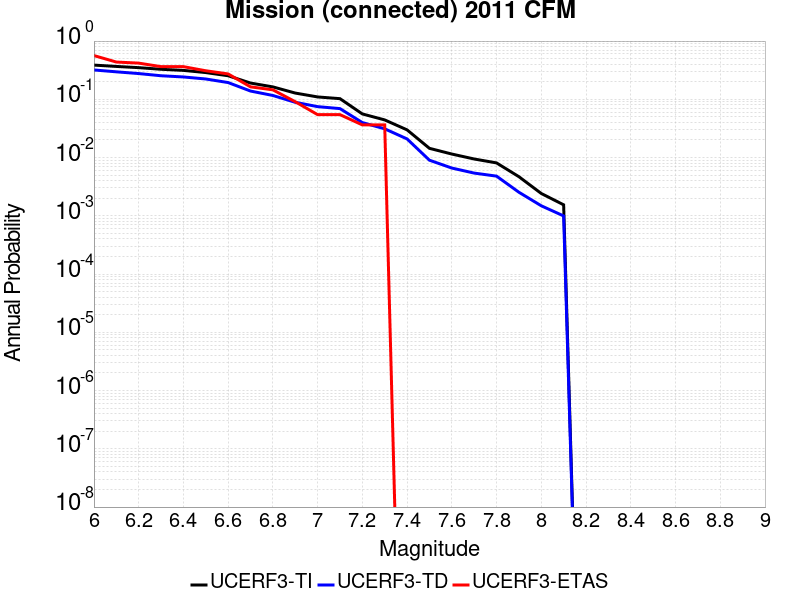 Mission (connected) 2011 CFM
10^0
10^-1
10^-2
10^-3
10^-4
10^-5
10^-6
10^-7
10^-8
Annual Probability
6 6.2 6.4 6.6 6.8 7 7.2 7.4 7.6 7.8 8 8.2 8.4 8.6 8.8 9
Magnitude
UCERF3-TI UCERF3-TD UCERF3-ETAS